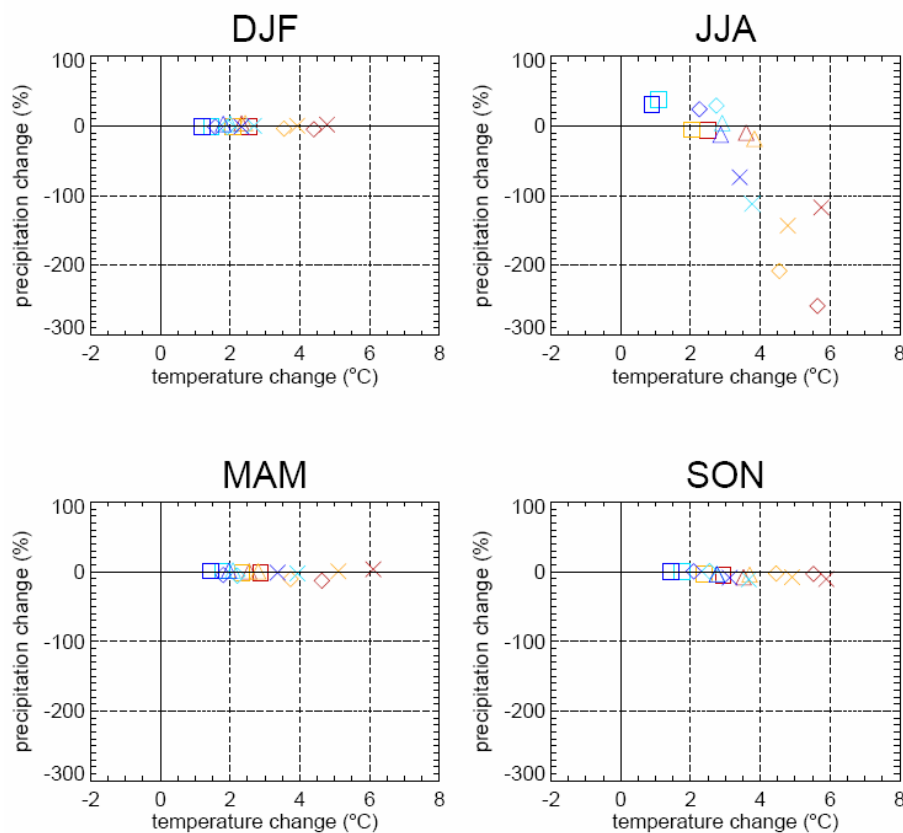 DJF
100
0
-100
-200
-300
precipitation change (%)
-2 0 2 4 6 8
temperature change (°C)
JJA
100
0
-100
-200
-300
precipitation change (%)
-2 0 2 4 6 8
temperature change (°C)
MAM
100
0
-100
-200
-300
precipitation change (%)
-2 0 2 4 6 8
temperature change (°C)
SON
100
0
-100
-200
-300
precipitation change (%)
-2 0 2 4 6 8
temperature change (°C)